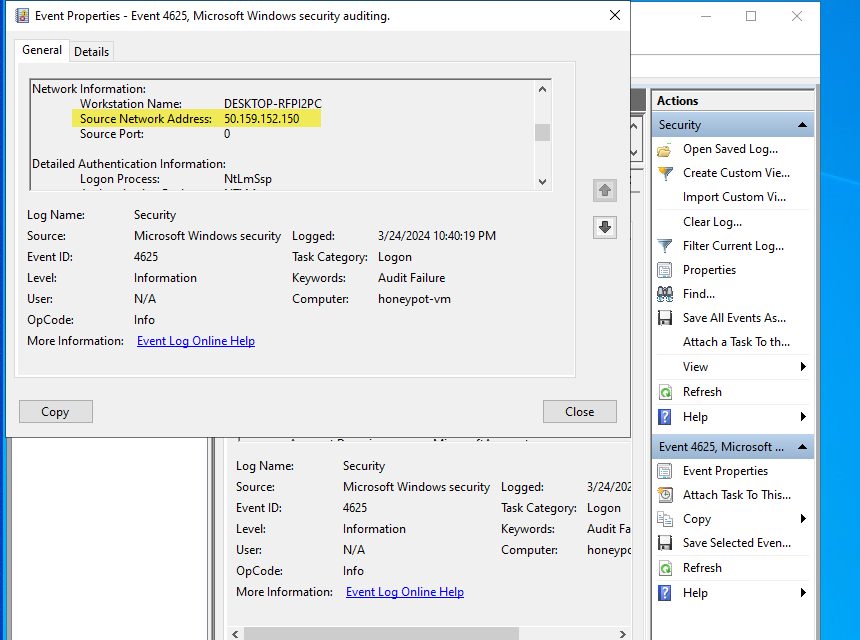 Event Properties - Event 4625, Microsoft Windows security auditing.
General Details
Network Information:
Workstation Name: DESKTOP-RFPI2PC
Source Network Address: 50.159.152.150
Source Port: 0
Detailed Authentication Information:
Logon Process: NtLmSsp
Log Name: Security
Source: Microsoft Windows security Logged: 3/24/2024 10:40:19 PM
Event ID: 4625 Task Category: Logon
Level: Information Keywords: Audit Failure
User: N/A Computer: honeypot-vm
OpCode: Info
More Information: Event Log Online Help
Copy Close
Log Name: Security
Source: Microsoft Windows security Logged: 3/24/202
Event ID: 4625 Task Category: Logon
Level: Information Keywords: Audit Fa
User: N/A Computer: honeypo
OpCode: Info
More Information: Event Log Online Help
Actions
Security
Open Saved Log...
Create Custom Vie...
Import Custom Vi...
Clear Log...
Filter Current Log...
Properties
Find...
Save All Events As...
Attach a Task To th...
View
Refresh
Help
Event 4625, Microsoft ...
Event Properties
Attach Task To This...
Copy
Save Selected Even...
Refresh
Help